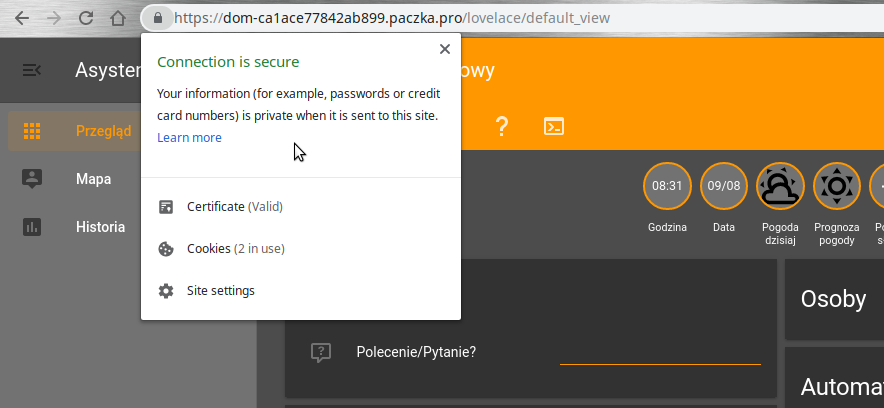 https://dom-ca1ace77842ab899.paczka.pro/lovelace/default_view
Connection is secure
Your information (for example, passwords or credit
card numbers) is private when it is sent to this site.
Learn more
Certificate (Valid)
Cookies (2 in use)
Site settings
Asyster
owy
Przegląd
Mapa
Historia
08:31
09/08
Godzina
Data
Pogoda
dzisiaj
Prognoza
pogody
Polecenie/Pytanie?
Osoby
Automa